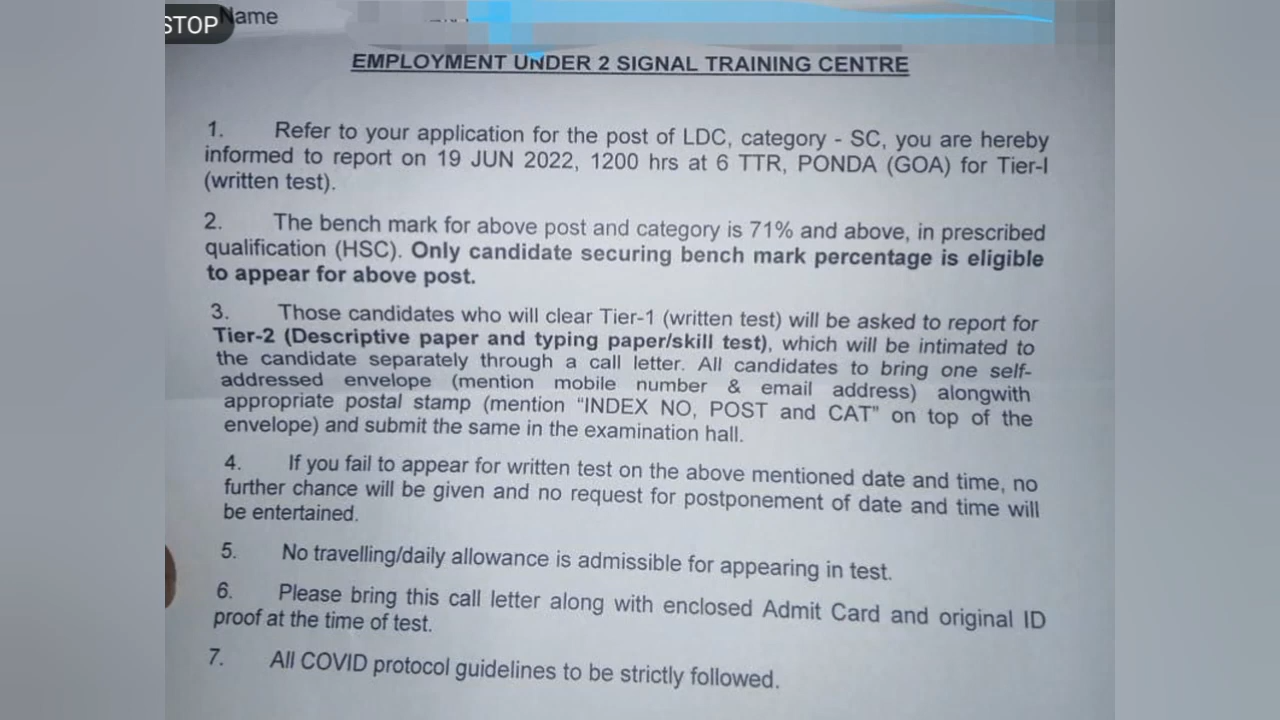 STOP
Name
EMPLOYMENT UNDER 2 SIGNAL TRAINING CENTRE
1. Refer to your application for the post of LDC, category - SC, you are hereby
informed to report on 19 JUN 2022, 1200 hrs at 6 TTR, PONDA (GOA) for Tier-I
(written test).
2. The bench mark for above post and category is 71% and above, in prescribed
qualification (HSC). Only candidate securing bench mark percentage is eligible
to appear for above post.
3. Those candidates who will clear Tier-1 (written test) will be asked to report for
Tier-2 (Descriptive paper and typing paper/skill test), which will be intimated to
the candidate separately through a call letter. All candidates to bring one self-
addressed envelope (mention mobile number & email address) alongwith
appropriate postal stamp (mention “INDEX NO, POST and CAT” on top of the
envelope) and submit the same in the examination hall.
4. If you fail to appear for written test on the above mentioned date and time, no
further chance will be given and no request for postponement of date and time will
be entertained.
5. No travelling/daily allowance is admissible for appearing in test.
6. Please bring this call letter along with enclosed Admit Card and original ID
proof at the time of test.
7. All COVID protocol guidelines to be strictly followed.